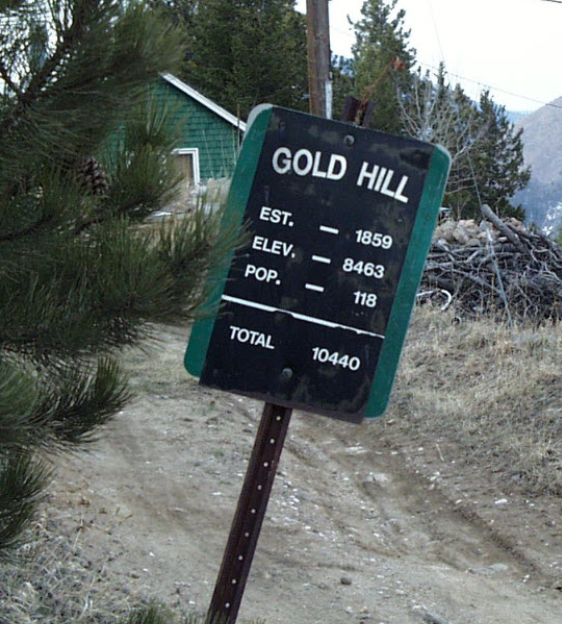 GOLD HILL
EST. — 1859
ELEV. — 8463
POP. — 118
TOTAL 10440